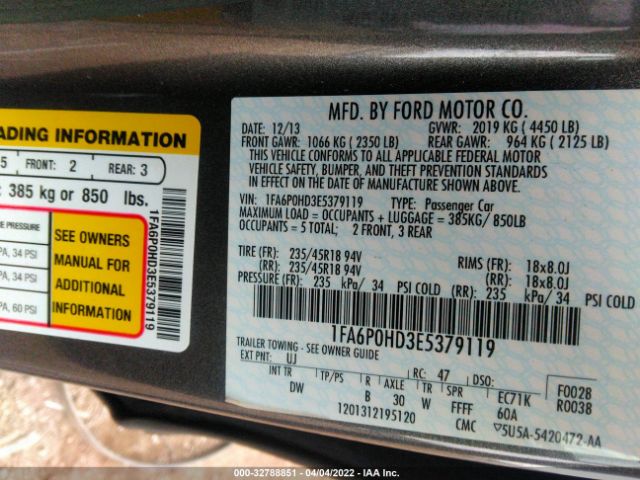 ADING INFORMATION
5 FRONT: 2 REAR: 3
: 385 kg or 850 lbs.
E PRESSURE
PA, 34 PSI
PA, 34 PSI
PA, 60 PSI
SEE OWNERS
MANUAL FOR
ADDITIONAL
INFORMATION
1FA6P0HD3E5379119
MFD. BY FORD MOTOR CO.
DATE: 12/13 GVWR: 2019 KG ( 4450 LB)
FRONT GAWR: 1066 KG ( 2350 LB) REAR GAWR: 964 KG ( 2125 LB)
THIS VEHICLE CONFORMS TO ALL APPLICABLE FEDERAL MOTOR
VEHICLE SAFETY, BUMPER, AND THEFT PREVENTION STANDARDS
IN EFFECT ON THE DATE OF MANUFACTURE SHOWN ABOVE.
VIN: 1FA6P0HD3E5379119 TYPE: Passenger Car
MAXIMUM LOAD = OCCUPANTS + LUGGAGE = 385KG/ 850LB
OCCUPANTS = 5 TOTAL; 2 FRONT, 3 REAR
TIRE (FR): 235/45R18 94V RIMS (FR): 18x8.0J
(RR): 235/45R18 94V (RR): 18x8.0J
PRESSURE (FR): 235 kPa/ 34 PSI COLD (RR): 235 kPa/ 34 PSI COLD
1FA6P0HD3E5379119
TRAILER TOWING - SEE OWNER GUIDE
EXT PNT: UJ RC: 47 DSO: F0028
INT TR TP/PS R AXLE TR SPR EC71K R0038
DW B 30 W FFFF 60A
1201312195120 CMC ▽5U5A-5420472-AA
000-32788851 - 04/04/2022 - IAA Inc.